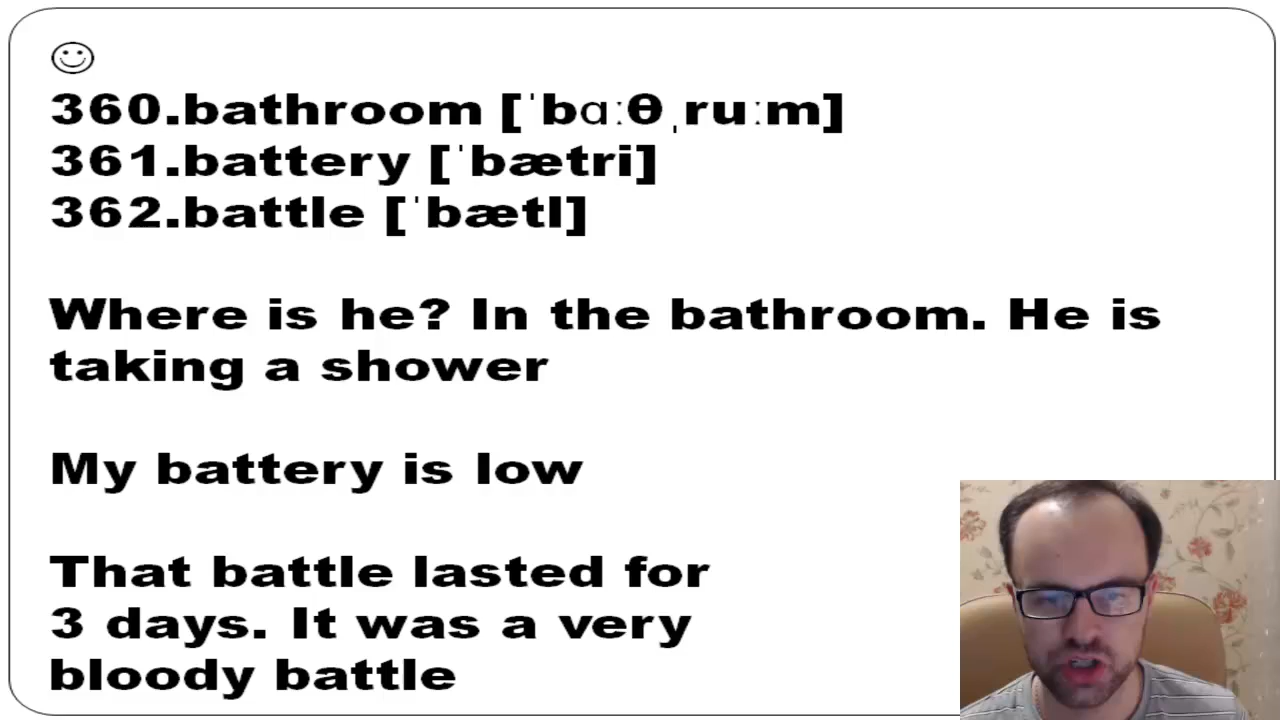 ☺
360.bathroom [ˈbɑːθˌruːm]
361.battery [ˈbætri]
362.battle [ˈbætl]
Where is he? In the bathroom. He is
taking a shower
My battery is low
That battle lasted for
3 days. It was a very
bloody battle